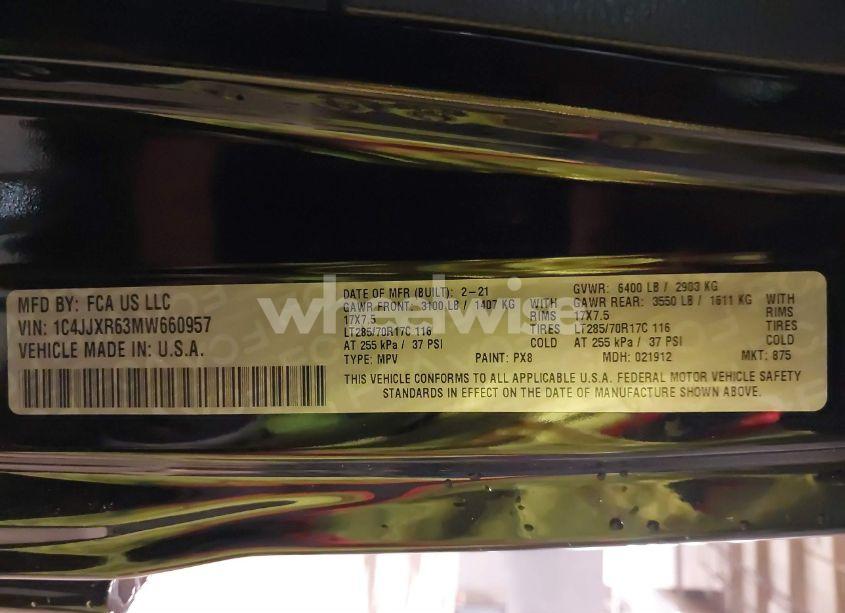 MFD BY: FCA US LLC
VIN: 1C4JJXR63MW660957
VEHICLE MADE IN: U.S.A.
DATE OF MFR (BUILT): 2-21 GVWR: 6400 LB / 2903 KG
GAWR FRONT: 3100 LB / 1407 KG WITH GAWR REAR: 3550 LB / 1611 KG WITH
17X7.5 RIMS 17X7.5 RIMS
LT285/70R17C 116 TIRES LT285/70R17C 116 TIRES
AT 255 kPa / 37 PSI COLD AT 255 kPa / 37 PSI COLD
TYPE: MPV PAINT: PX8 MDH: 021912 MKT: 875
THIS VEHICLE CONFORMS TO ALL APPLICABLE U.S.A. FEDERAL MOTOR VEHICLE SAFETY
STANDARDS IN EFFECT ON THE DATE OF MANUFACTURE SHOWN ABOVE.
wheelwise